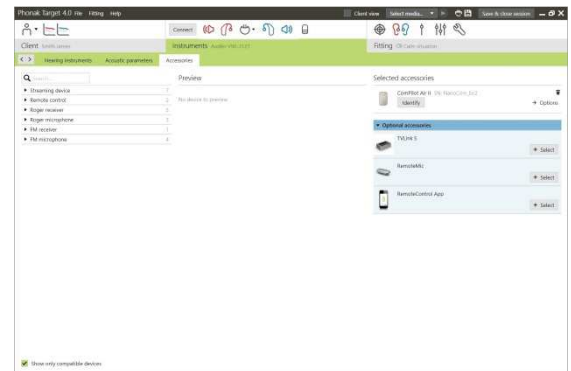 Phonak Target 4.0 File Fitting Help
Client view Select media... Save & close session
Connect
Client
Instruments
Fitting
Hearing instruments Acoustic parameters Accessories
Search...
Preview
Selected accessories
Streaming device
Remote control
Roger receiver
Roger microphone
FM receiver
FM microphone
No device to preview
ComPilot Air II
Identify
Options
Optional accessories
TVLink S
+ Select
RemoteMic
+ Select
RemoteControl App
+ Select
Show only compatible devices